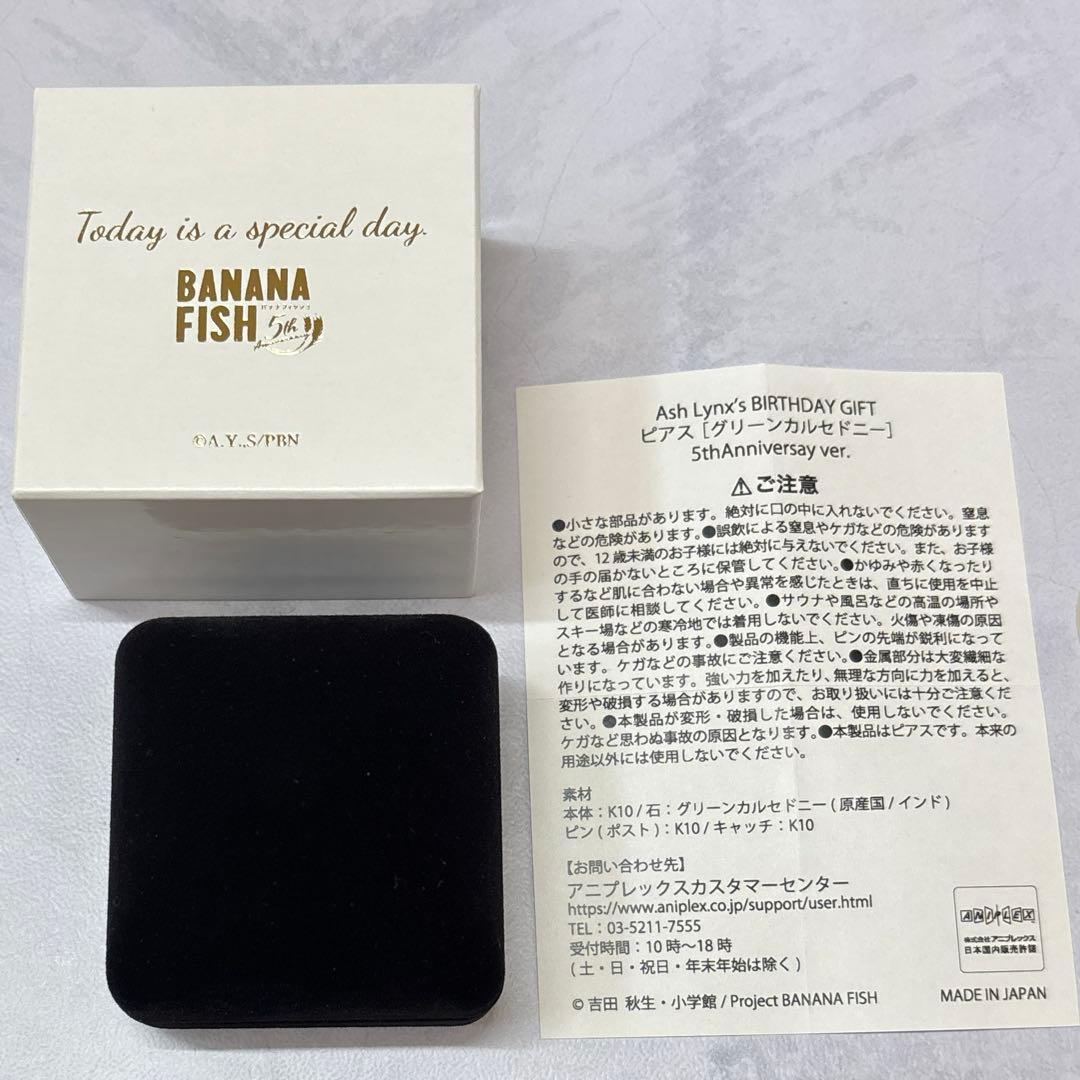 Today is a special day.
BANANA
FISH
バナナフィッシュ
5th
Anniversary
©A.Y.,S/PBN
Ash Lynx's BIRTHDAY GIFT
ピアス［グリーンカルセドニー］
5thAnniversay ver.
⚠ご注意
●小さな部品があります。絶対に口の中に入れないでください。窒息
などの危険があります。●誤飲による窒息やケガなどの危険があります
ので、12歳未満のお子様には絶対に与えないでください。また、お子様
の手の届かないところに保管してください。●かゆみや赤くなったり
するなど肌に合わない場合や異常を感じたときは、直ちに使用を中止
して医師に相談してください。●サウナや風呂などの高温の場所や
スキー場などの寒冷地では着用しないでください。火傷や凍傷の原因
となる場合があります。●製品の機能上、ピンの先端が鋭利になって
います。ケガなどの事故にご注意ください。●金属部分は大変繊細な
作りになっています。強い力を加えたり、無理な方向に力を加えると、
変形や破損する場合がありますので、お取り扱いには十分ご注意くだ
さい。●本製品が変形・破損した場合は、使用しないでください。
ケガなど思わぬ事故の原因となります。●本製品はピアスです。本来の
用途以外には使用しないでください。
素材
本体：K10 / 石：グリーンカルセドニー ( 原産国 / インド )
ピン ( ポスト )：K10 / キャッチ：K10
【お問い合わせ先】
アニプレックスカスタマーセンター
https://www.aniplex.co.jp/support/user.html
TEL：03-5211-7555
受付時間：10時〜18時
( 土・日・祝日・年末年始は除く )
ANIPLEX
株式会社アニプレックス
日本国内販売許諾
© 吉田 秋生・小学館 / Project BANANA FISH
MADE IN JAPAN